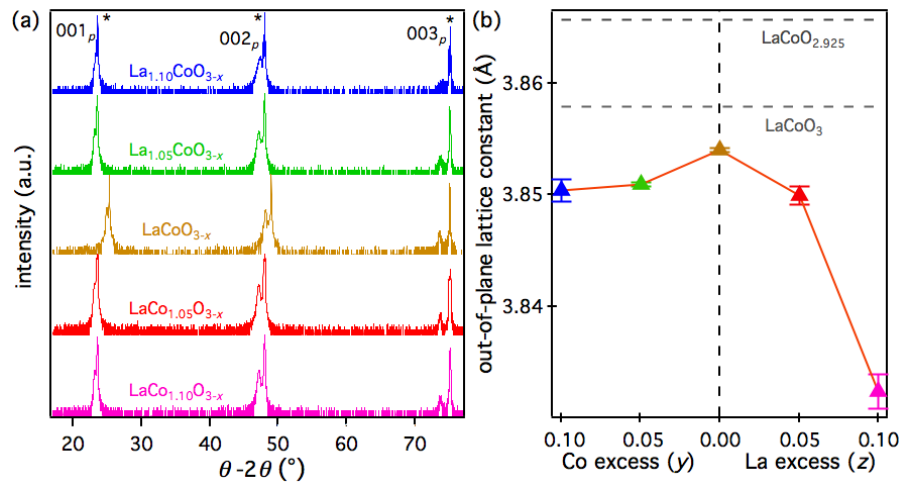 (a)
001p * 002p * 003p *
La1.10CoO3-x
La1.05CoO3-x
LaCoO3-x
LaCo1.05O3-x
LaCo1.10O3-x
intensity (a.u.)
20 30 40 50 60 70
θ -2θ (°)
(b)
LaCoO2.925
LaCoO3
out-of-plane lattice constant (Å)
3.86
3.850
3.84
0.10 0.05 0.00 0.05 0.10
Co excess (y) La excess (z)